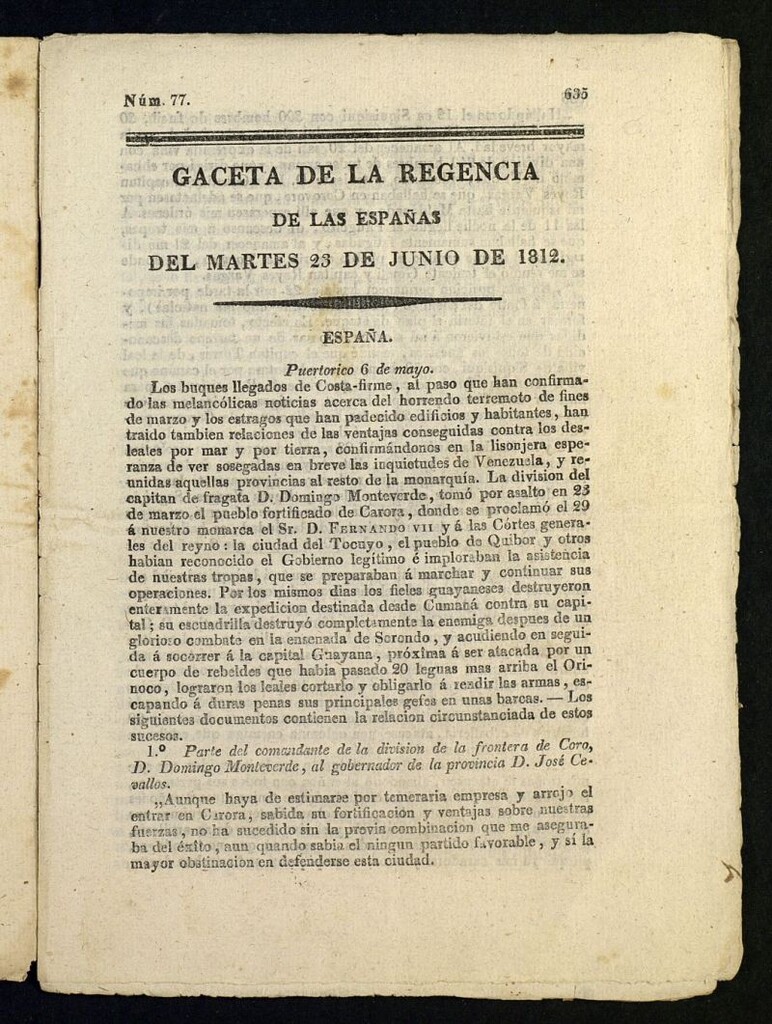 Núm. 77.
635
GACETA DE LA REGENCIA
DE LAS ESPAÑAS
DEL MARTES 23 DE JUNIO DE 1812.
ESPAÑA.
Puertorico 6 de mayo.
Los buques llegados de Costa-firme, al paso que han confirma-
do las melancólicas noticias acerca del horrendo terremoto de fines
de marzo y los estragos que han padecido edificios y habitantes, han
traido tambien relaciones de las ventajas conseguidas contra los des-
leales por mar y por tierra, confirmándonos en la lisonjera espe-
ranza de ver sosegadas en breve las inquietudes de Venezuela, y re-
unidas aquellas provincias al resto de la monarquía. La division del
capitan de fragata D. Domingo Monteverde, tomó por asalto en 23
de marzo el pueblo fortificado de Carora, donde se proclamó el 29
á nuestro monarca el Sr. D. FERNANDO VII y á las Córtes genera-
les del reyno: la ciudad del Tocuyo, el pueblo de Quibor y otros
habian reconocido el Gobierno legítimo é imploraban la asistencia
de nuestras tropas, que se preparaban á marchar y continuar sus
operaciones. Por los mismos dias los fieles guayaneses destruyeron
enteramente la expedicion destinada desde Cumaná contra su capi-
tal; su escuadrilla destruyó completamente la enemiga despues de un
glorioso combate en la ensenada de Sorondo, y acudiendo en segui-
da á socorrer á la capital Guayana, próxima á ser atacada por un
cuerpo de rebeldes que habia pasado 20 leguas mas arriba el Ori-
noco, lograron los leales cortarlo y obligarlo á rendir las armas, es-
capando á duras penas sus principales gefes en unas barcas. — Los
siguientes documentos contienen la relacion circunstanciada de estos
sucesos.
1.º Parte del comandante de la division de la frontera de Coro,
D. Domingo Monteverde, al gobernador de la provincia D. José Ce-
vallos.
„Aunque haya de estimarse por temeraria empresa y arrojo el
entrar en Carora, sabida su fortificación y ventajas sobre nuestras
fuerzas, no ha sucedido sin la previa combinacion que me asegura-
ba del éxito, aun quando sabia el ningun partido favorable, y sí la
mayor obstinacion en defenderse esta ciudad.